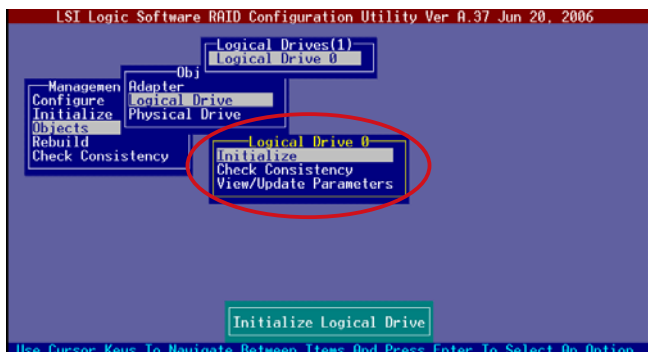 LSI Logic Software RAID Configuration Utility Ver A.37 Jun 20, 2006
Logical Drives(1)
Logical Drive 0
Obj
Adapter
Logical Drive
Physical Drive
Managemen
Configure
Initialize
Objects
Rebuild
Check Consistency
Logical Drive 0
Initialize
Check Consistency
View/Update Parameters
Initialize Logical Drive
Use Cursor Keys To Navigate Between Items And Press Enter To Select An Option